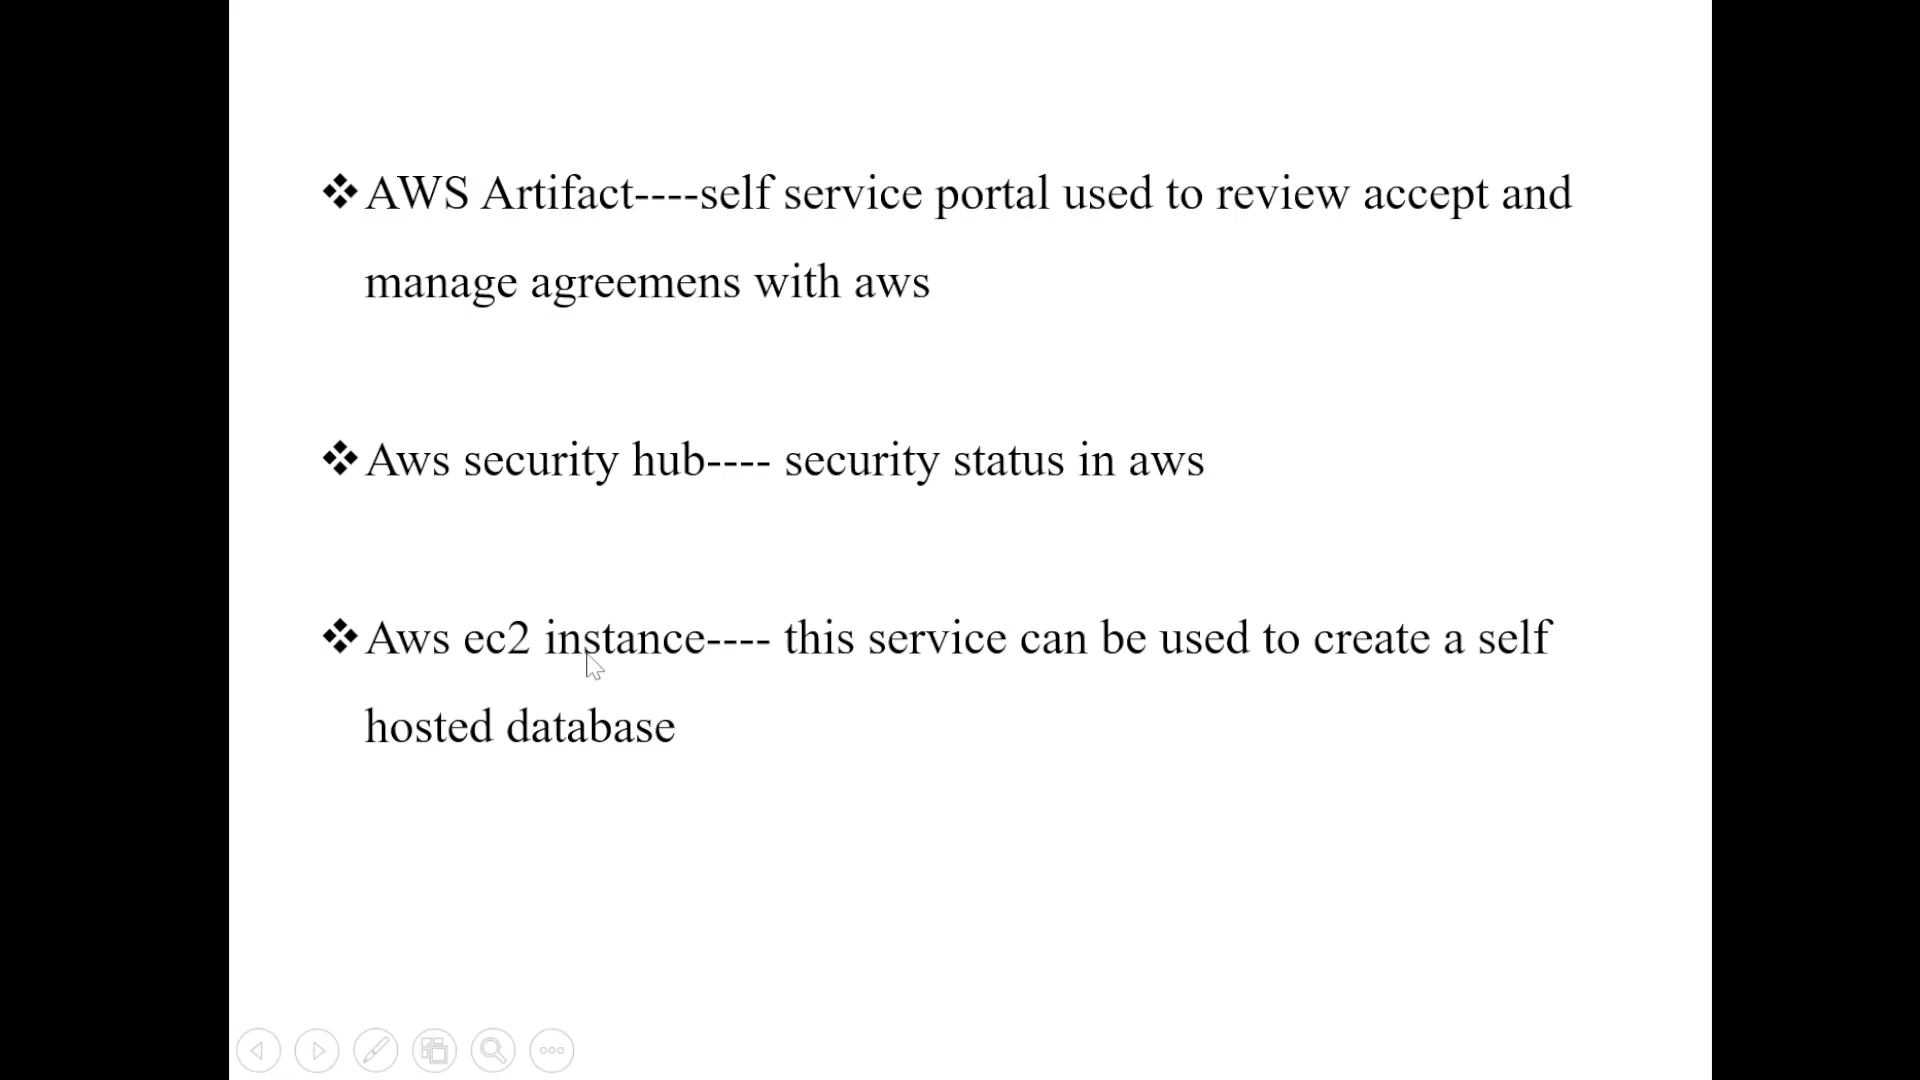 ❖AWS Artifact----self service portal used to review accept and
manage agreemens with aws
❖Aws security hub---- security status in aws
❖Aws ec2 instance---- this service can be used to create a self
hosted database